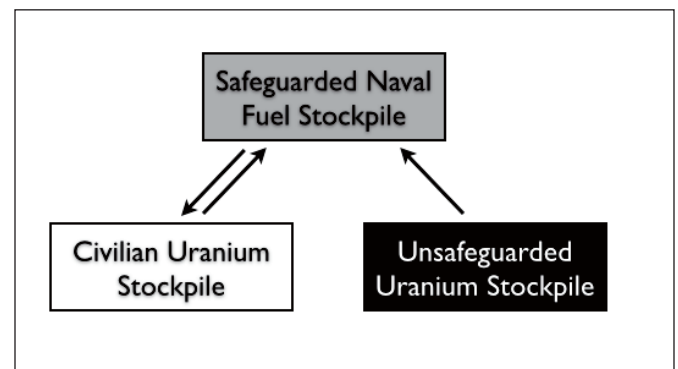 Safeguarded Naval
Fuel Stockpile
Civilian Uranium
Stockpile
Unsafeguarded
Uranium Stockpile